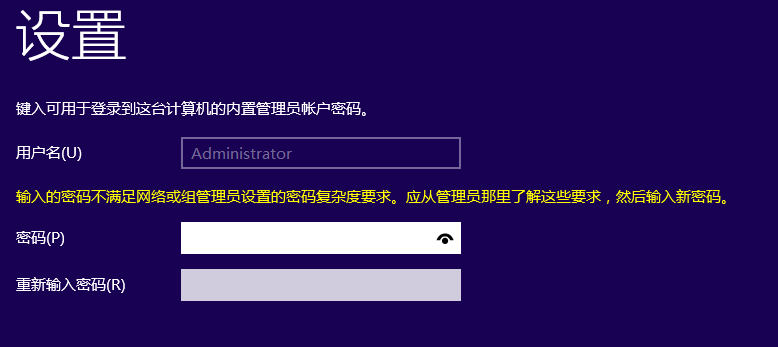 设置
键入可用于登录到这台计算机的内置管理员帐户密码。
用户名(U)
Administrator
输入的密码不满足网络或组管理员设置的密码复杂度要求。应从管理员那里了解这些要求，然后输入新密码。
密码(P)
重新输入密码(R)